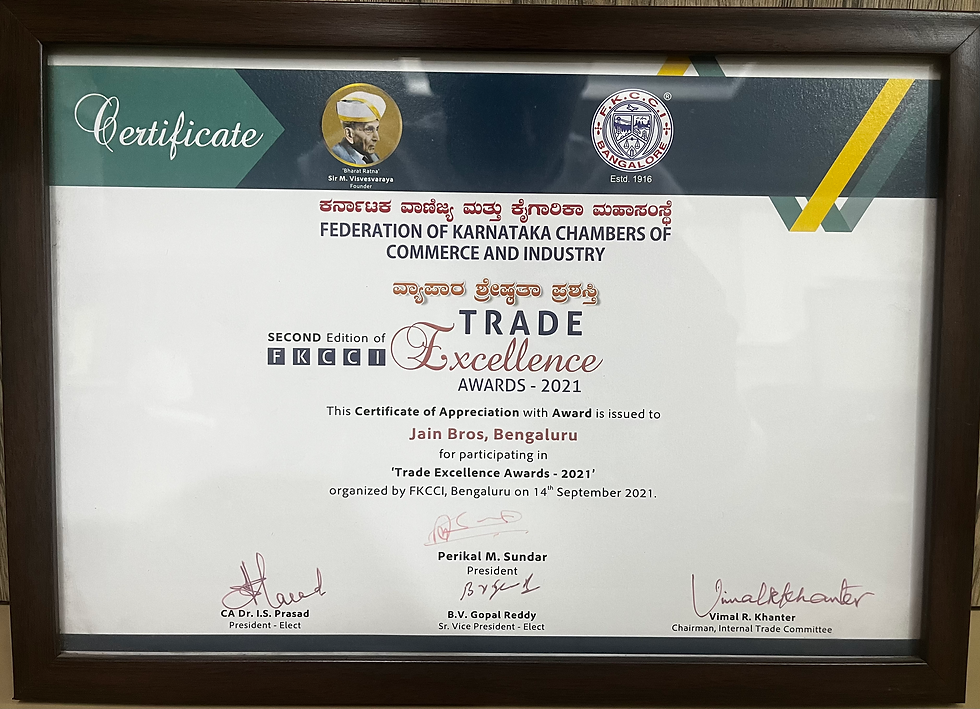 Certificate
'Bharat Ratna'
Sir M. Visvesvaraya
Founder
F.K.C.C.I
BANGALORE
®
Estd. 1916
ಕರ್ನಾಟಕ ವಾಣಿಜ್ಯ ಮತ್ತು ಕೈಗಾರಿಕಾ ಮಹಾಸಂಸ್ಥೆ
FEDERATION OF KARNATAKA CHAMBERS OF
COMMERCE AND INDUSTRY
ವ್ಯಾಪಾರ ಶ್ರೇಷ್ಠತಾ ಪ್ರಶಸ್ತಿ
SECOND Edition of
FKCCI
TRADE
Excellence
AWARDS - 2021
This Certificate of Appreciation with Award is issued to
Jain Bros, Bengaluru
for participating in
'Trade Excellence Awards - 2021'
organized by FKCCI, Bengaluru on 14th September 2021.
Perikal M. Sundar
President
CA Dr. I.S. Prasad
President - Elect
B.V. Gopal Reddy
Sr. Vice President - Elect
Vimal R Khanter
Vimal R. Khanter
Chairman, Internal Trade Committee